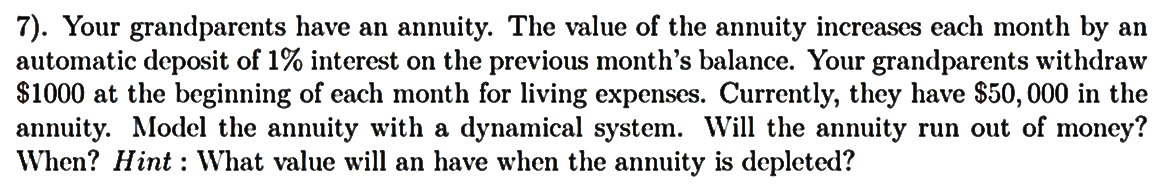 7). Your grandparents have an annuity. The value of the annuity increases each month by an
automatic deposit of 1% interest on the previous month's balance. Your grandparents withdraw
$1000 at the beginning of each month for living expenses. Currently, they have $50, 000 in the
annuity. Model the annuity with a dynamical system. Will the annuity run out of money?
When? Hint : What value will an have when the annuity is depleted?